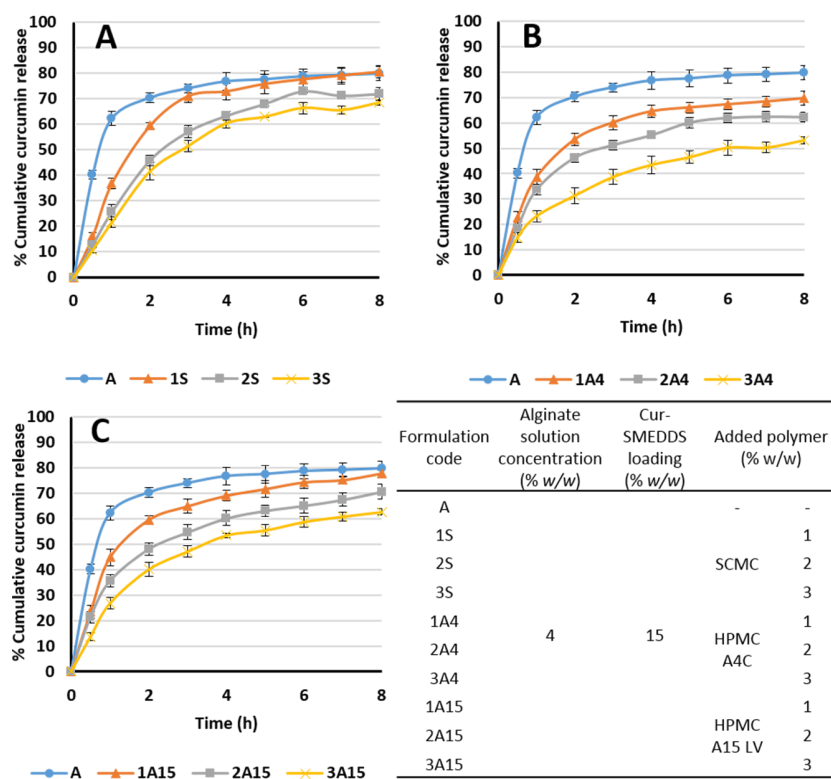 A
% Cumulative curcumin release
100
90
80
70
60
50
40
30
20
10
0
0 2 4 6 8
Time (h)
A 1S 2S 3S
B
% Cumulative curcumin release
100
90
80
70
60
50
40
30
20
10
0
0 2 4 6 8
Time (h)
A 1A4 2A4 3A4
C
% Cumulative curcumin release
100
90
80
70
60
50
40
30
20
10
0
0 2 4 6 8
Time (h)
A 1A15 2A15 3A15
Formulation
code
Alginate
solution
concentration
(% w/w)
Cur-
SMEDDS
loading
(% w/w)
Added polymer
(% w/w)
A - -
1S 1
2S SCMC 2
3S 3
1A4 1
4 15
2A4 HPMC A4C 2
3A4 3
1A15 1
2A15 HPMC A15 LV 2
3A15 3